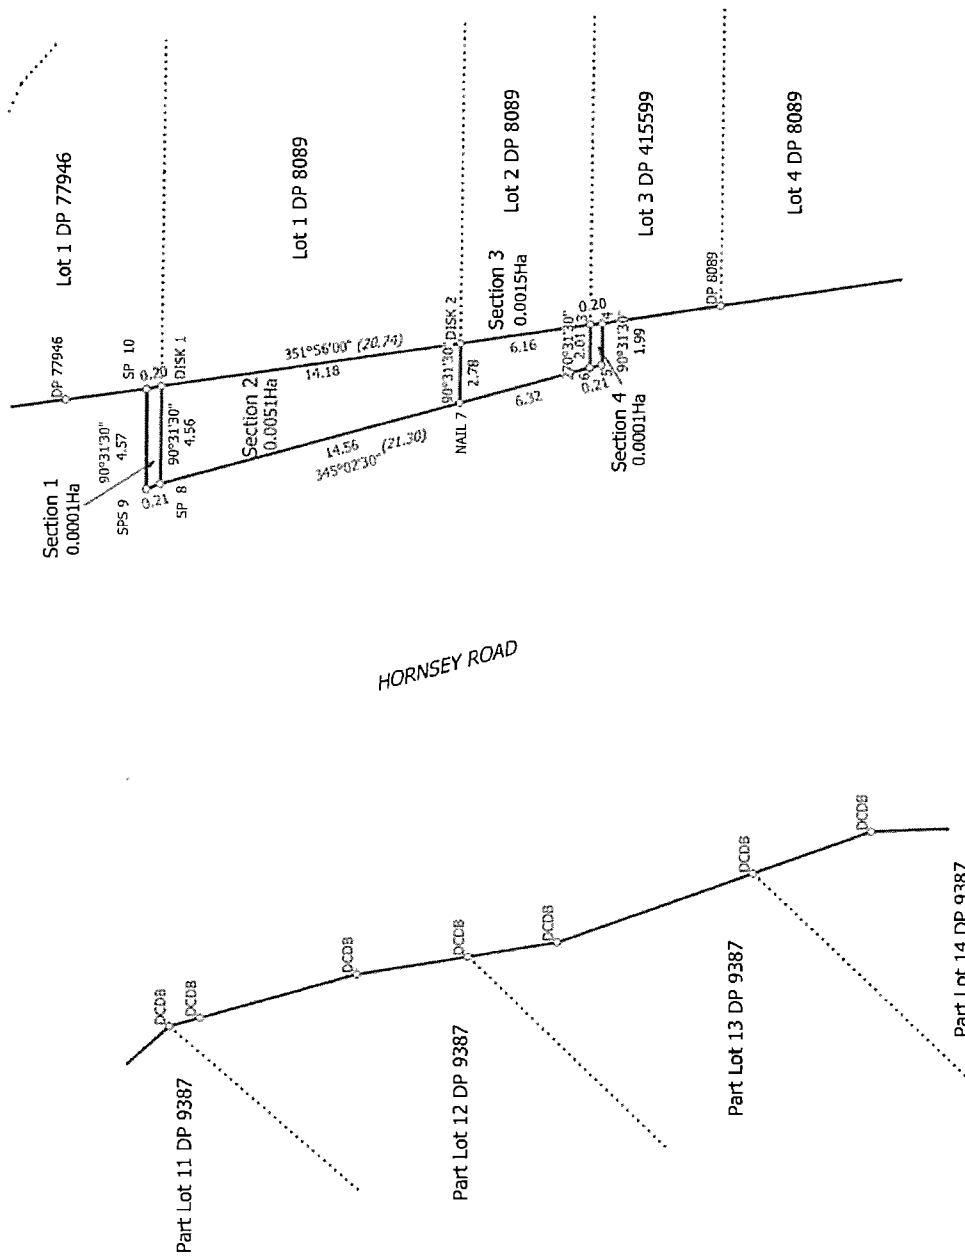 Lot 1 DP 77946
Lot 1 DP 8089
Lot 2 DP 8089
Lot 3 DP 415599
Lot 4 DP 8089
DP 77946
SP 10
0.20
DISK 1
351°56'00" (20.74)
14.18
DISK 2
Section 3
0.0015Ha
6.16
0.20
3
4
DP 8089
1.99
90°31'30"
270°31'30"
2.01
6
5
0.21
Section 4
0.0001Ha
90°31'30"
2.78
6.32
NAIL 7
Section 2
0.0051Ha
14.56
345°02'30" (21.30)
90°31'30"
4.57
90°31'30"
4.56
SPS 9
0.21
SP 8
Section 1
0.0001Ha
HORNSEY ROAD
DCDB
DCDB
DCDB
DCDB
DCDB
DCDB
DCDB
Part Lot 11 DP 9387
Part Lot 12 DP 9387
Part Lot 13 DP 9387
Part Lot 14 DP 9387